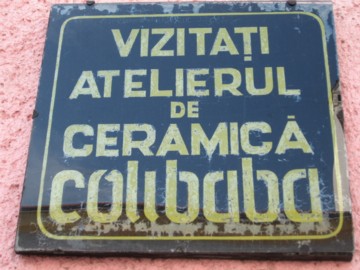 VIZITAȚI
ATELIERUL
DE
CERAMICĂ
colibaba